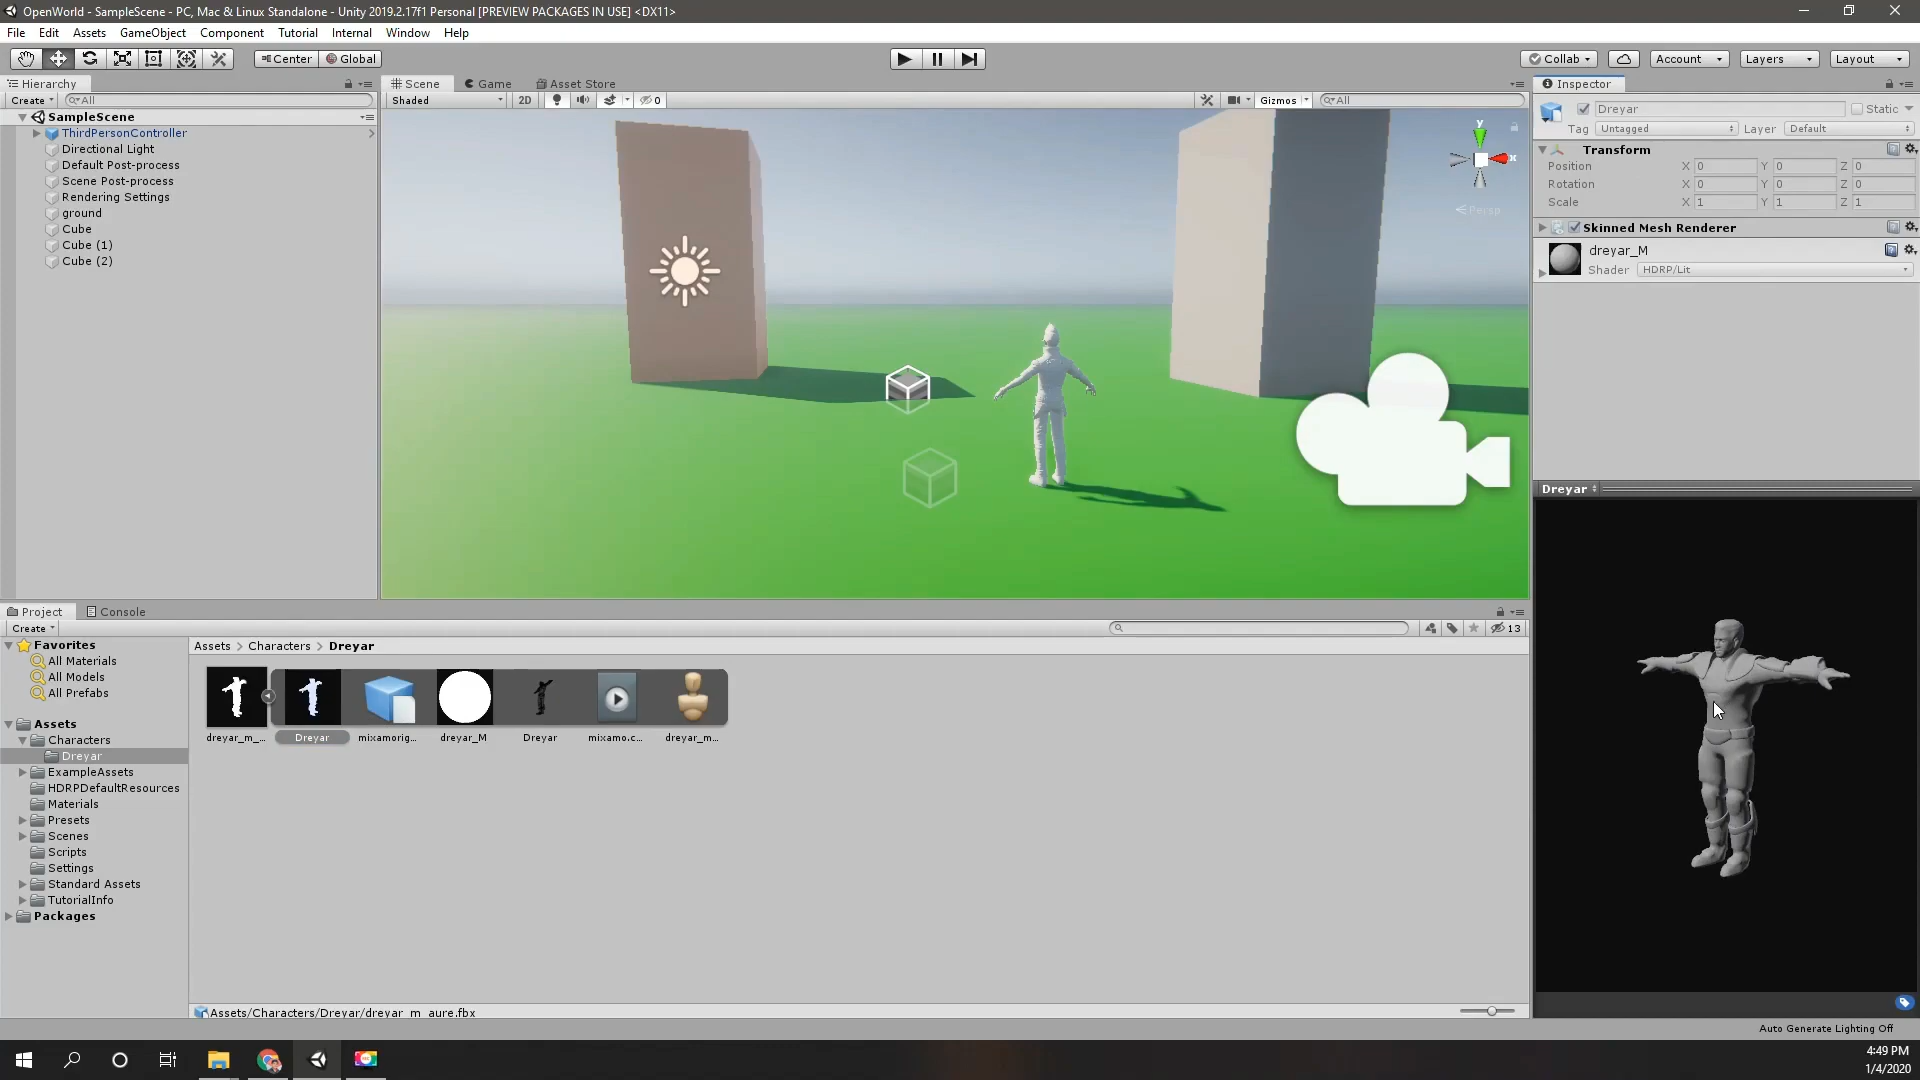 OpenWorld - SampleScene - PC, Mac & Linux Standalone - Unity 2019.2.17f1 Personal [PREVIEW PACKAGES IN USE] <DX11>
File Edit Assets GameObject Component Tutorial Internal Window Help
Center Global Collab Account Layers Layout
Hierarchy
Create All
SampleScene
ThirdPersonController
Directional Light
Default Post-process
Scene Post-process
Rendering Settings
ground
Cube
Cube (1)
Cube (2)
Scene Game Asset Store
Shaded 2D 0 Gizmos All
y
x
Persp
Inspector
Dreyar Static
Tag Untagged Layer Default
Transform
Position X 0 Y 0 Z 0
Rotation X 0 Y 0 Z 0
Scale X 1 Y 1 Z 1
Skinned Mesh Renderer
dreyar_M
Shader HDRP/Lit
Dreyar
Project Console
Create 13
Favorites
All Materials
All Models
All Prefabs
Assets
Characters
Dreyar
ExampleAssets
HDRPDefaultResources
Materials
Presets
Scenes
Scripts
Settings
Standard Assets
TutorialInfo
Packages
Assets > Characters > Dreyar
dreyar_m_... Dreyar mixamorig... dreyar_M Dreyar mixamo.c... dreyar_m...
Assets/Characters/Dreyar/dreyar_m_aure.fbx
Auto Generate Lighting Off
4:49 PM
1/4/2020